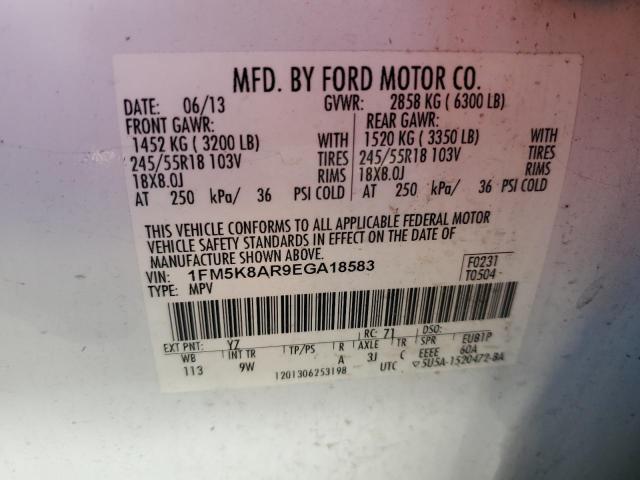 MFD. BY FORD MOTOR CO.
DATE: 06/13 GVWR: 2858 KG ( 6300 LB)
FRONT GAWR: REAR GAWR:
1452 KG ( 3200 LB) WITH 1520 KG ( 3350 LB) WITH
245/55R18 103V TIRES 245/55R18 103V TIRES
18X8.0J RIMS 18X8.0J RIMS
AT 250 kPa/ 36 PSI COLD AT 250 kPa/ 36 PSI COLD
THIS VEHICLE CONFORMS TO ALL APPLICABLE FEDERAL MOTOR
VEHICLE SAFETY STANDARDS IN EFFECT ON THE DATE OF
MANUFACTURE SHOWN ABOVE.
VIN: 1FM5K8AR9EGA18583 F0231
TYPE: MPV T0504
EXT PNT: YZ RC: 71 DSO:
WB INT TR TP/PS R AXLE TR SPR EUB1P
113 9W A 3J C EEEE 60A
1201306253198 UTC ▽5U5A-1520472-BA